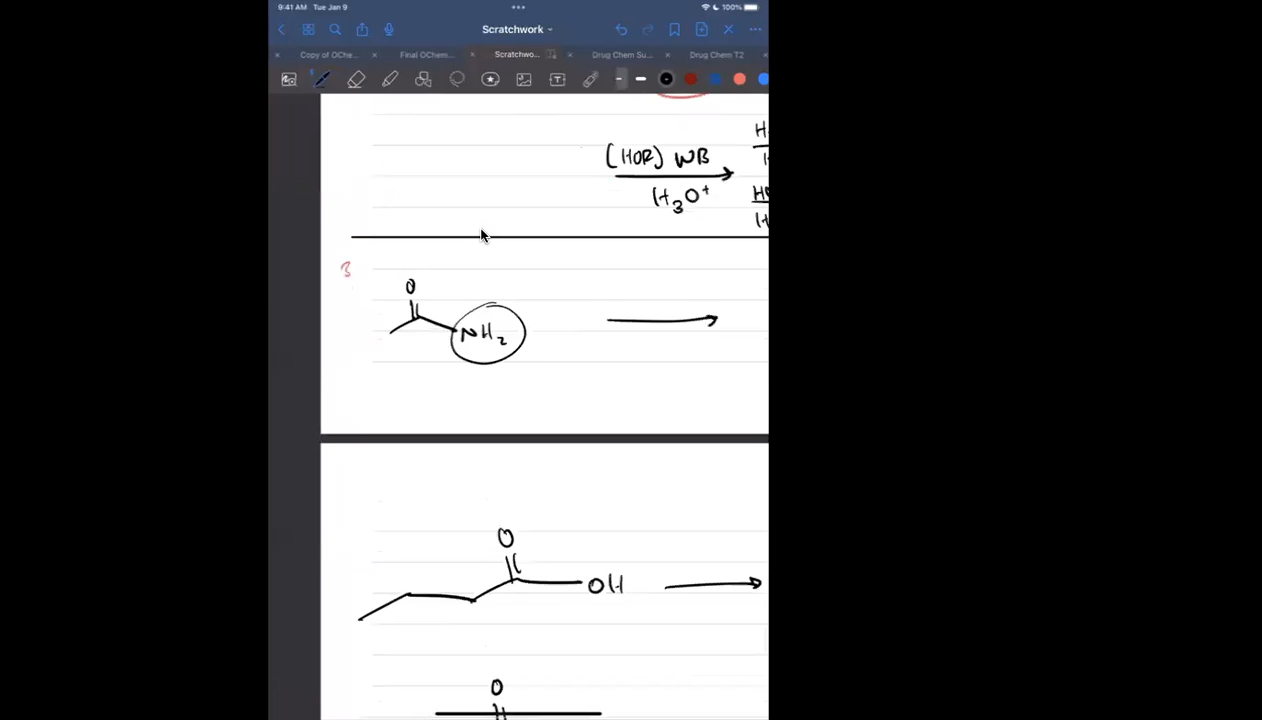 9:41 AM Tue Jan 9
100%
Scratchwork
Copy of OChe...
Final OChem...
Scratchwo...
Drug Chem Su...
Drug Chem T2
(HOR) WB
H3O+
3
O
NH2
O
OH
O